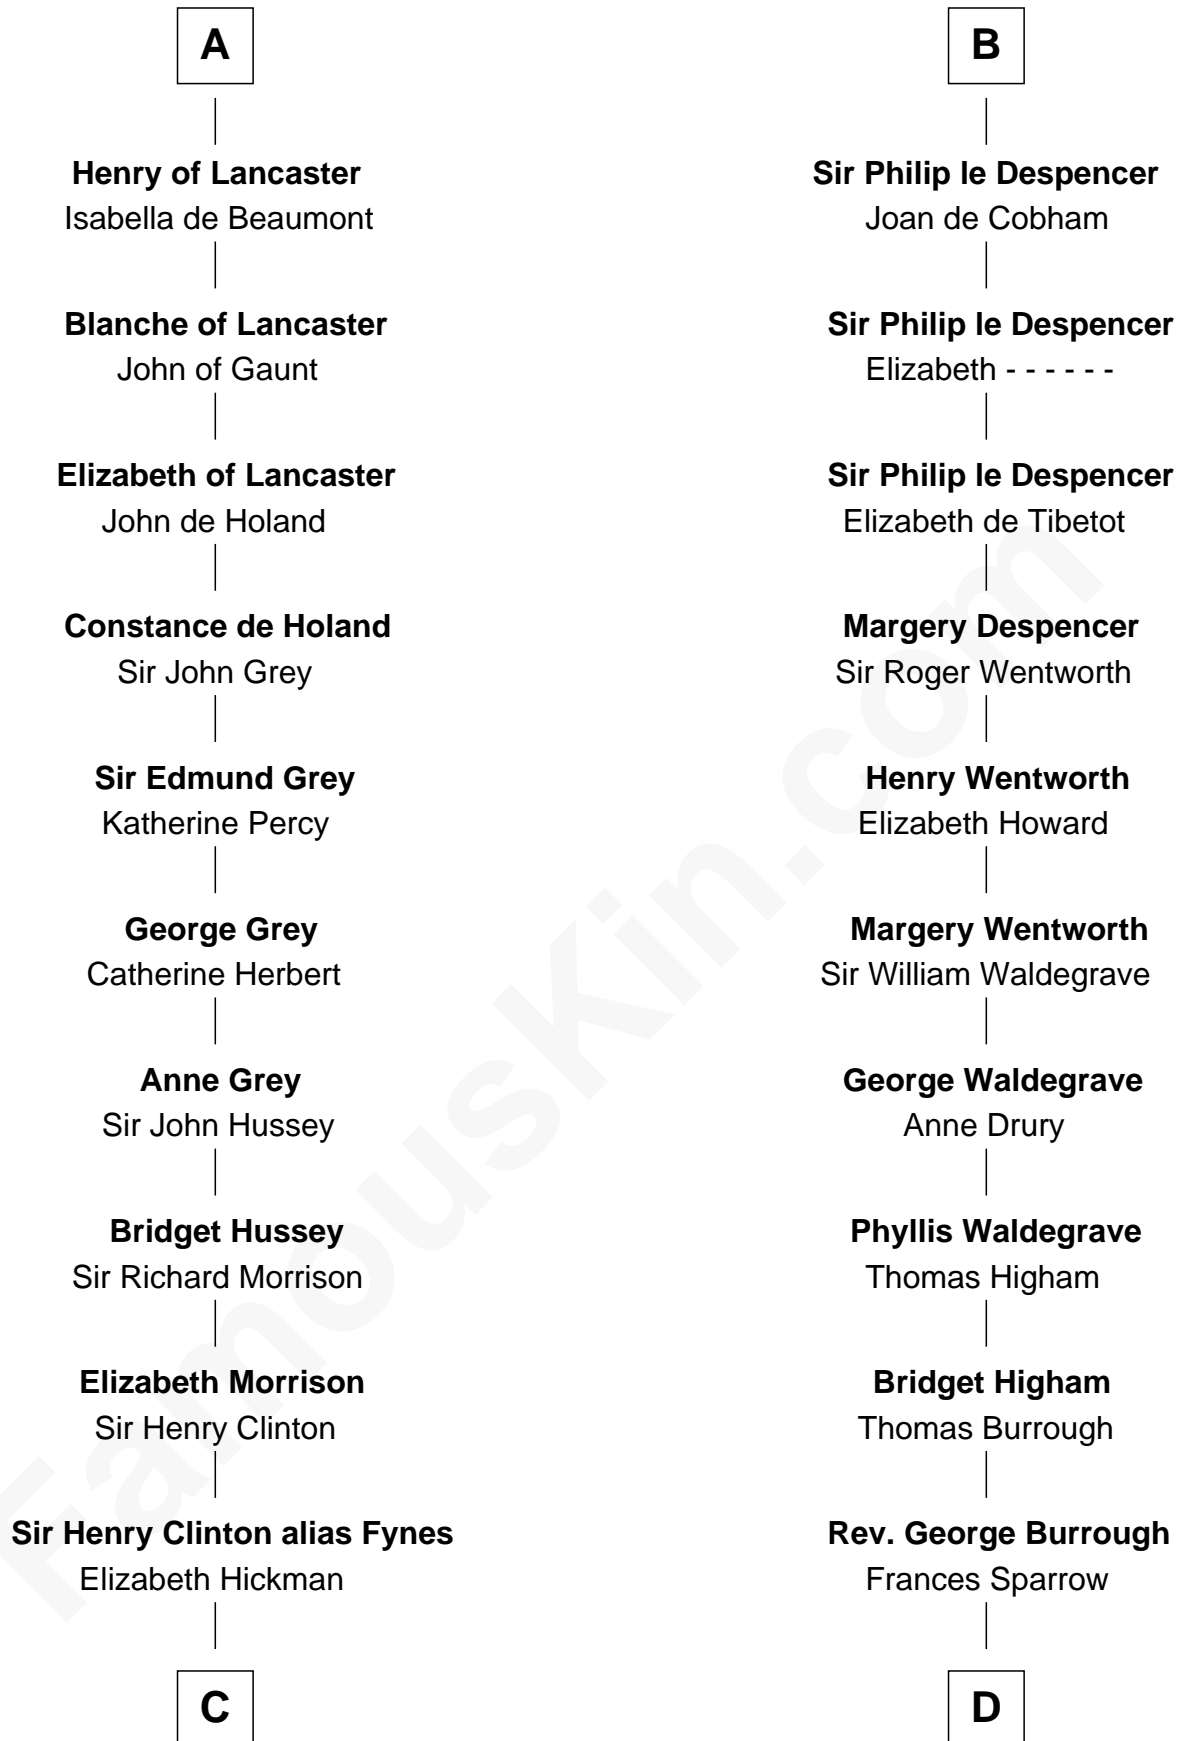 A
Henry of Lancaster
Isabella de Beaumont
Blanche of Lancaster
John of Gaunt
Elizabeth of Lancaster
John de Holand
Constance de Holand
Sir John Grey
Sir Edmund Grey
Katherine Percy
George Grey
Catherine Herbert
Anne Grey
Sir John Hussey
Bridget Hussey
Sir Richard Morrison
Elizabeth Morrison
Sir Henry Clinton
Sir Henry Clinton alias Fynes
Elizabeth Hickman
C
B
Sir Philip le Despencer
Joan de Cobham
Sir Philip le Despencer
Elizabeth - - - - - -
Sir Philip le Despencer
Elizabeth de Tibetot
Margery Despencer
Sir Roger Wentworth
Henry Wentworth
Elizabeth Howard
Margery Wentworth
Sir William Waldegrave
George Waldegrave
Anne Drury
Phyllis Waldegrave
Thomas Higham
Bridget Higham
Thomas Burrough
Rev. George Burrough
Frances Sparrow
D
FamousKin.com